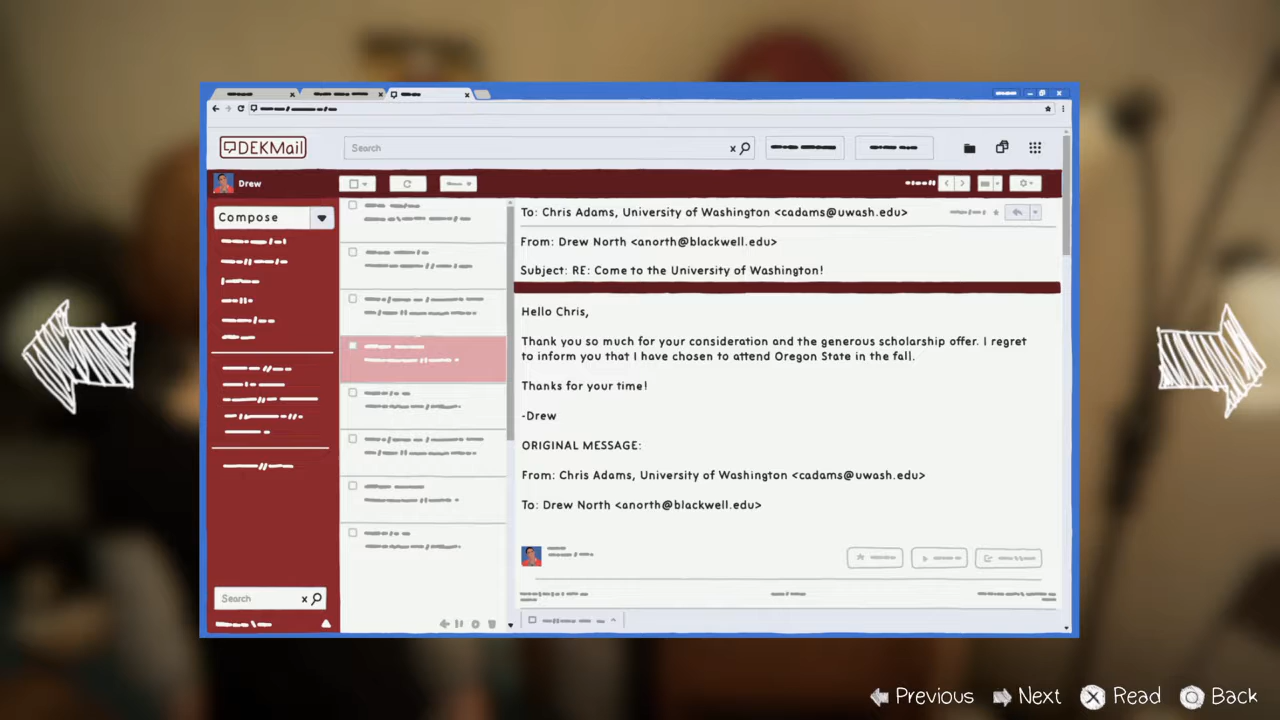 DEKMail
Search
x
Drew
Compose
To: Chris Adams, University of Washington <cadams@uwash.edu>
From: Drew North <anorth@blackwell.edu>
Subject: RE: Come to the University of Washington!
Hello Chris,
Thank you so much for your consideration and the generous scholarship offer. I regret
to inform you that I have chosen to attend Oregon State in the fall.
Thanks for your time!
-Drew
ORIGINAL MESSAGE:
From: Chris Adams, University of Washington <cadams@uwash.edu>
To: Drew North <anorth@blackwell.edu>
Search
x
Previous
Next
Read
Back